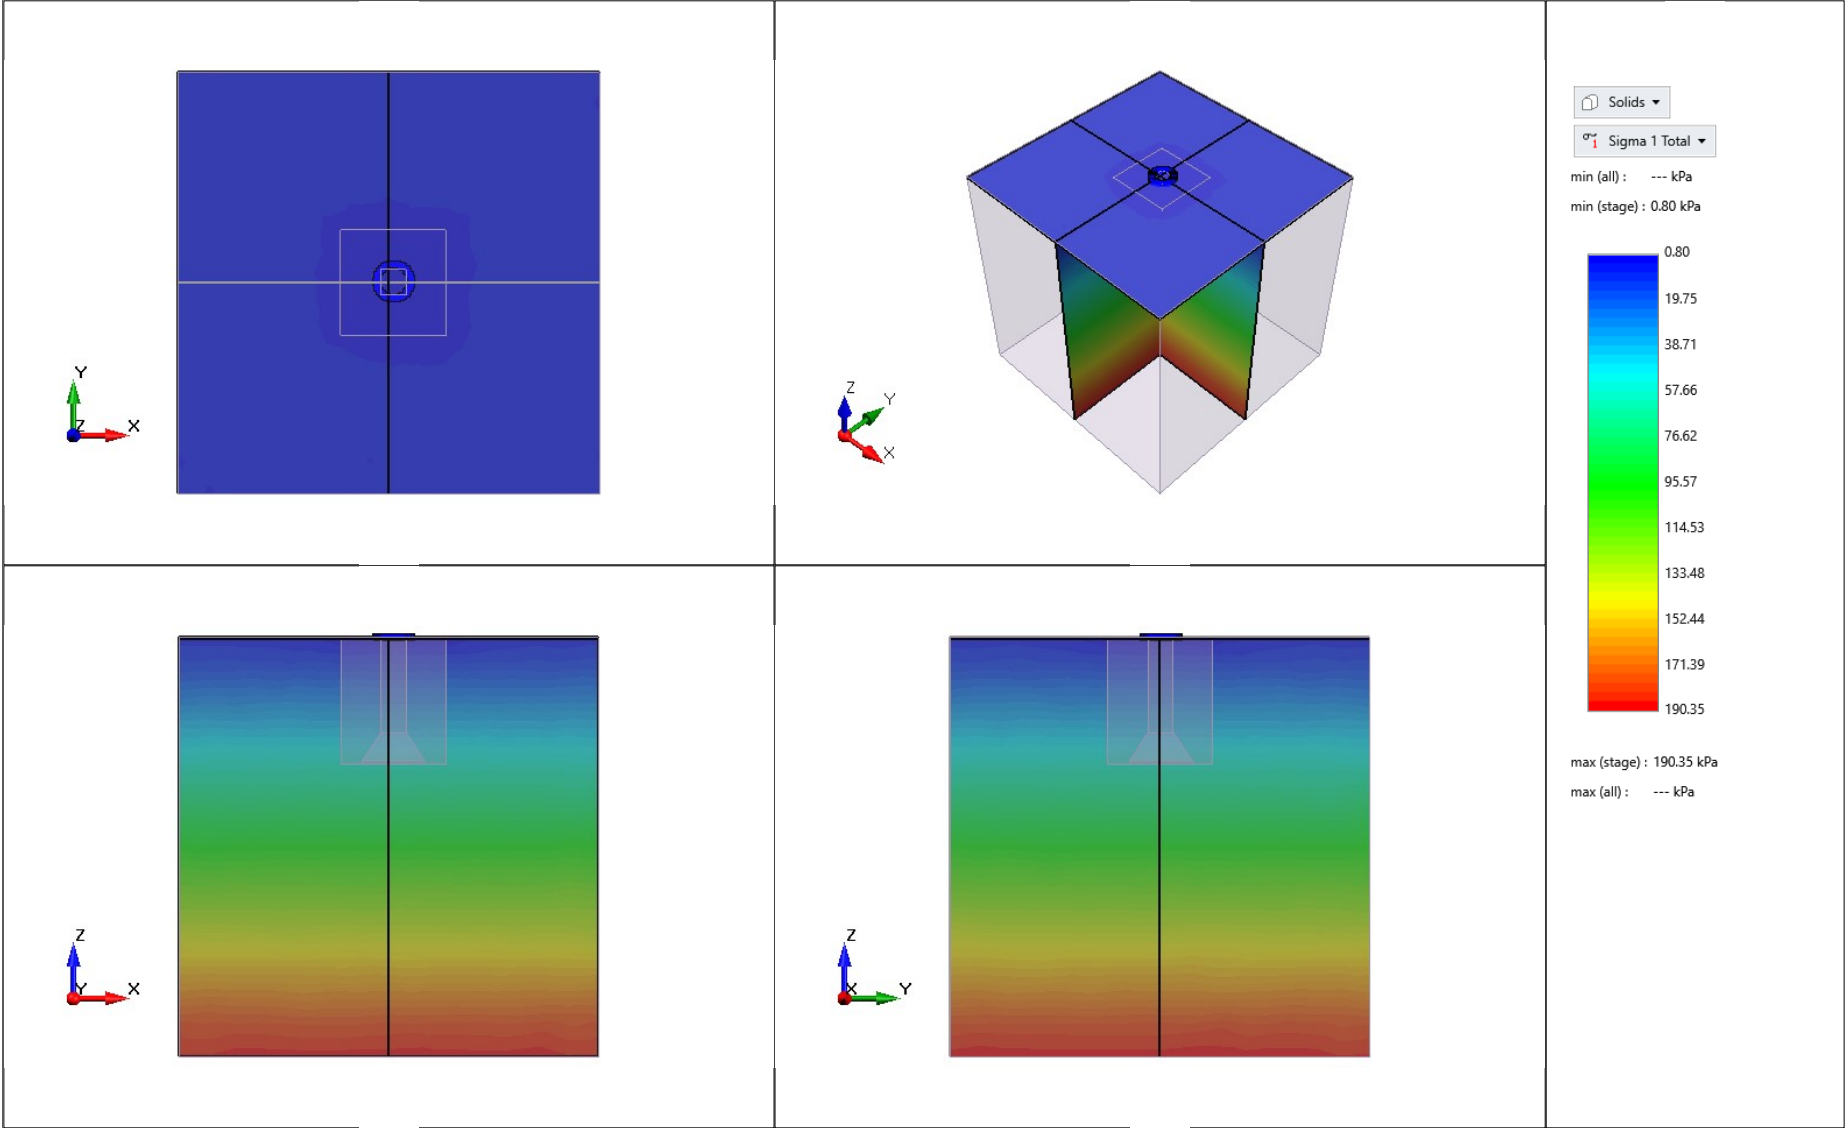 Y
Z
X
Z
Y
X
Solids
σ 1 Sigma 1 Total
min (all) : --- kPa
min (stage) : 0.80 kPa
0.80
19.75
38.71
57.66
76.62
95.57
114.53
133.48
152.44
171.39
190.35
max (stage) : 190.35 kPa
max (all) : --- kPa
Z
Y
X
Z
X
Y